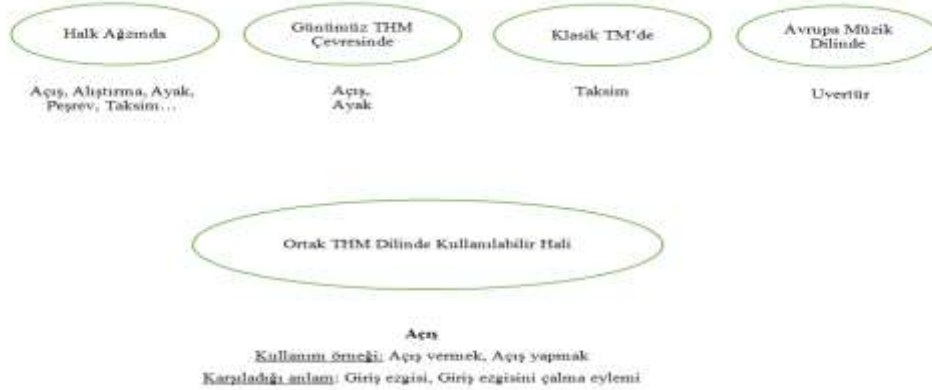 Halk Ağzında
Günümüz THM
Çevresinde
Klasik TM'de
Avrupa Müzik
Dilinde
Açış, Alıştırma, Ayak,
Peşrev, Taksim...
Açış,
Ayak
Taksim
Uvertür
Ortak THM Dilinde Kullanılabilir Hali
Açış
Kullanım örneği: Açış vermek, Açış yapmak
Karşıladığı anlam: Giriş ezgisi, Giriş ezgisini çalma eylemi